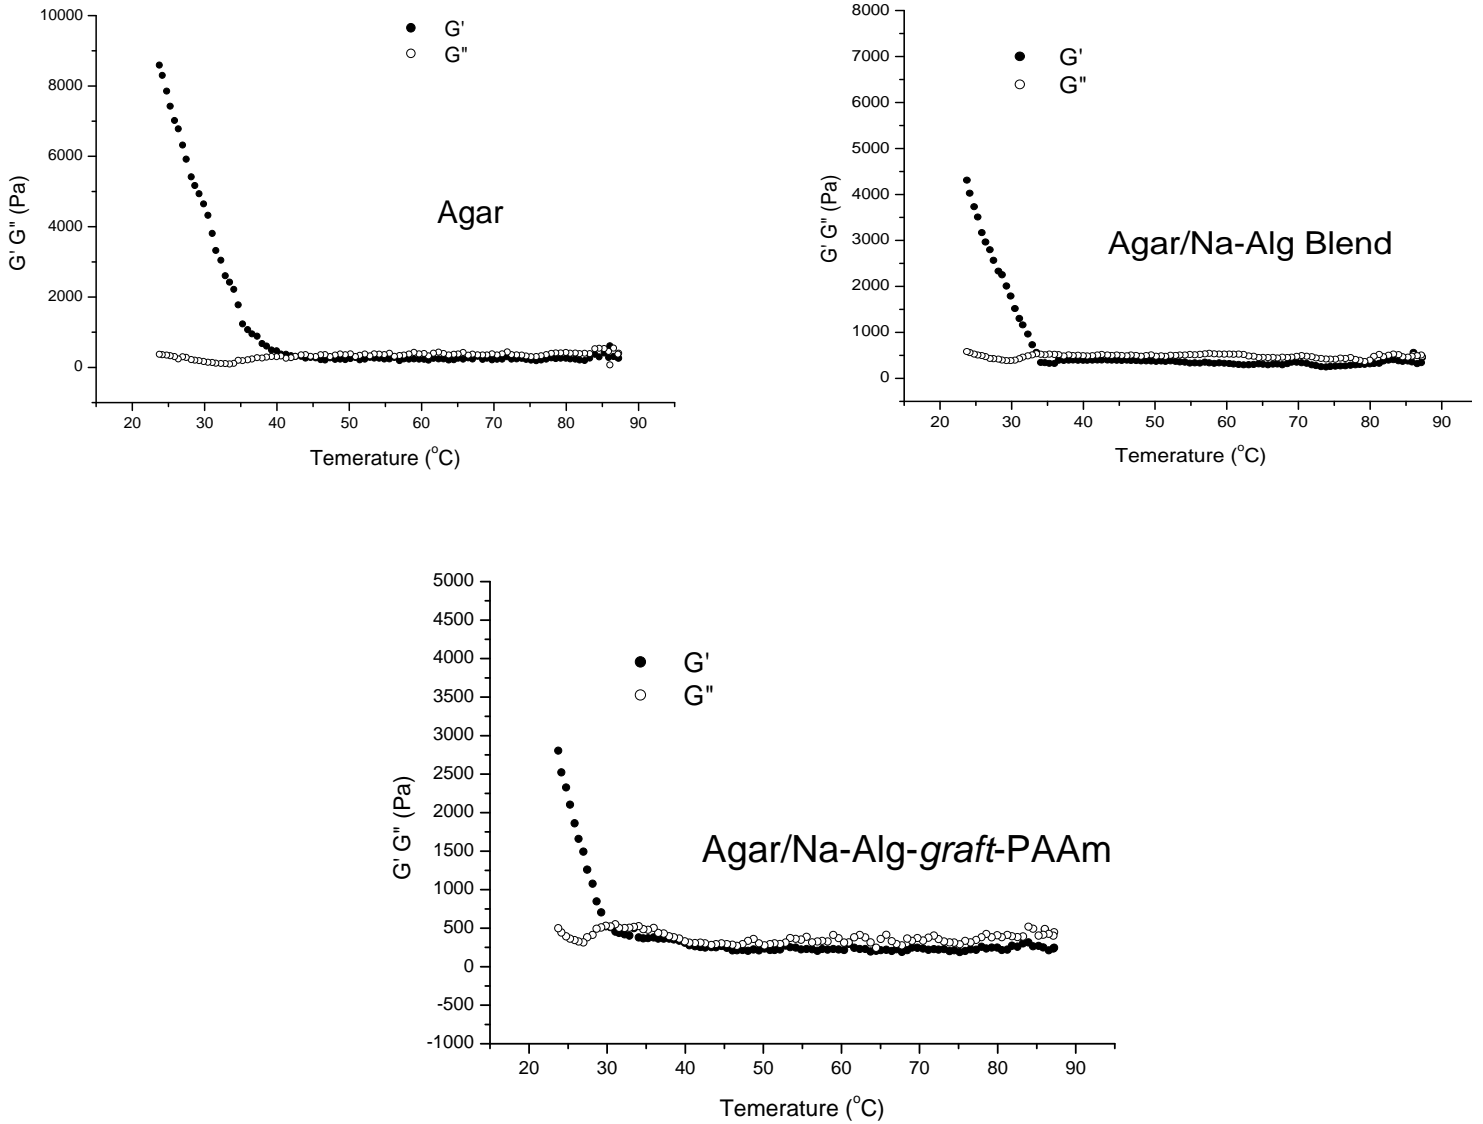 10000
8000
6000
4000
2000
0
G' G" (Pa)
G'
G"
Agar
20 30 40 50 60 70 80 90
Temerature (°C)
8000
7000
6000
5000
4000
3000
2000
1000
0
G' G" (Pa)
G'
G"
Agar/Na-Alg Blend
20 30 40 50 60 70 80 90
Temerature (°C)
5000
4500
4000
3500
3000
2500
2000
1500
1000
500
0
-500
-1000
G' G" (Pa)
G'
G"
Agar/Na-Alg-graft-PAAm
20 30 40 50 60 70 80 90
Temerature (°C)